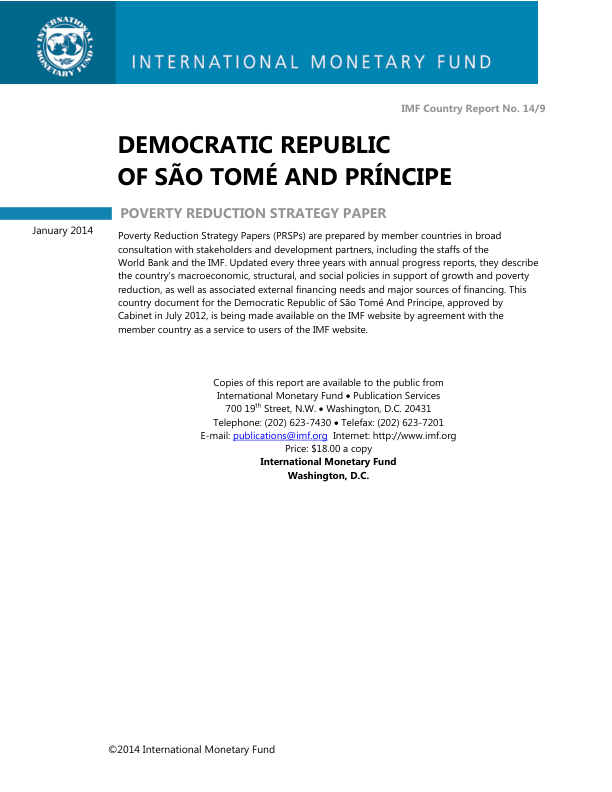 INTERNATIONAL
MONETARY FUND
INTERNATIONAL MONETARY FUND
IMF Country Report No. 14/9
DEMOCRATIC REPUBLIC
OF SÃO TOMÉ AND PRÍNCIPE
POVERTY REDUCTION STRATEGY PAPER
January 2014
Poverty Reduction Strategy Papers (PRSPs) are prepared by member countries in broad
consultation with stakeholders and development partners, including the staffs of the
World Bank and the IMF. Updated every three years with annual progress reports, they describe
the country's macroeconomic, structural, and social policies in support of growth and poverty
reduction, as well as associated external financing needs and major sources of financing. This
country document for the Democratic Republic of São Tomé And Príncipe, approved by
Cabinet in July 2012, is being made available on the IMF website by agreement with the
member country as a service to users of the IMF website.
Copies of this report are available to the public from
International Monetary Fund • Publication Services
700 19th Street, N.W. • Washington, D.C. 20431
Telephone: (202) 623-7430 • Telefax: (202) 623-7201
E-mail: publications@imf.org Internet: http://www.imf.org
Price: $18.00 a copy
International Monetary Fund
Washington, D.C.
©2014 International Monetary Fund